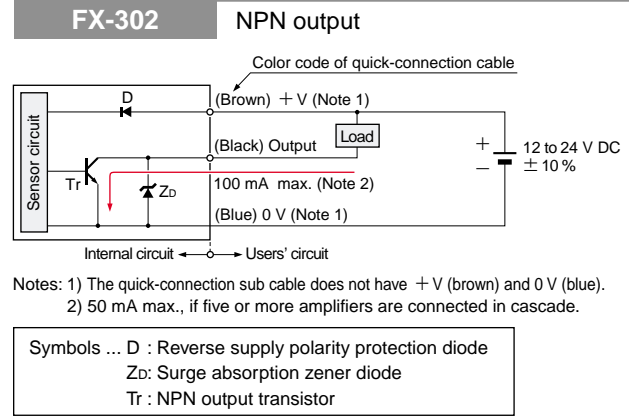 FX-302 NPN output
Color code of quick-connection cable
D
(Brown) +V (Note 1)
Sensor circuit
(Black) Output
Load
+
−
12 to 24 V DC
± 10 %
Tr
ZD
100 mA max. (Note 2)
(Blue) 0 V (Note 1)
Internal circuit Users' circuit
Notes: 1) The quick-connection sub cable does not have +V (brown) and 0 V (blue).
2) 50 mA max., if five or more amplifiers are connected in cascade.
Symbols ... D : Reverse supply polarity protection diode
ZD: Surge absorption zener diode
Tr : NPN output transistor